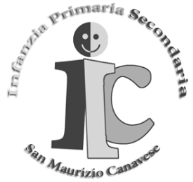 Infanzia Primaria Secondaria
IC
San Maurizio Canavese